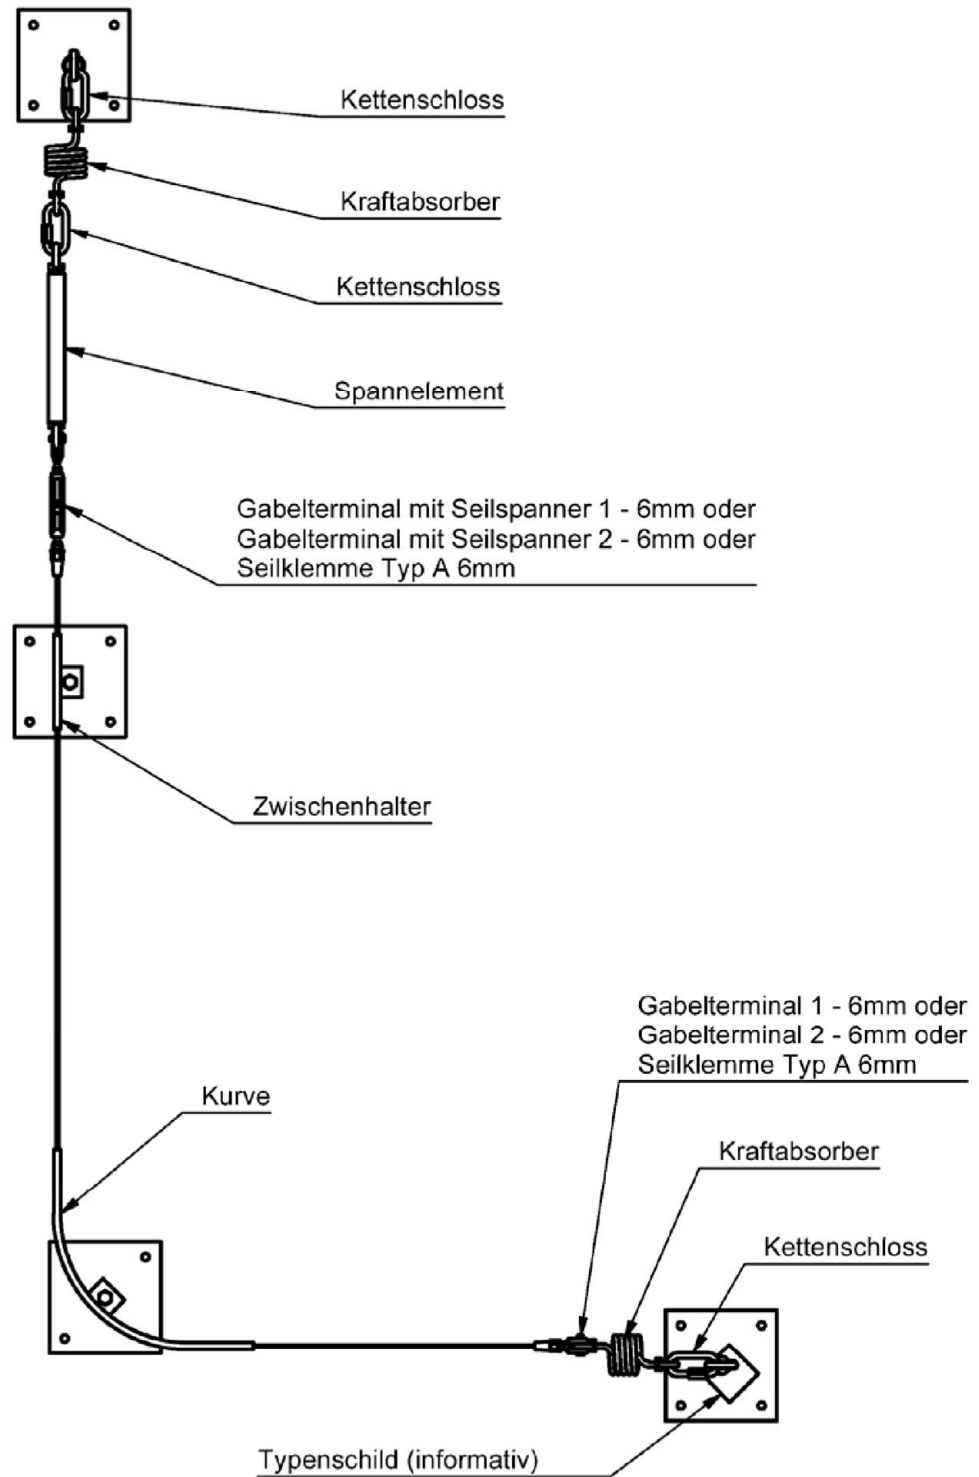 Kettenschloss
Kraftabsorber
Kettenschloss
Spannelement
Gabelterminal mit Seilspanner 1 - 6mm oder
Gabelterminal mit Seilspanner 2 - 6mm oder
Seilklemme Typ A 6mm
Zwischenhalter
Gabelterminal 1 - 6mm oder
Gabelterminal 2 - 6mm oder
Seilklemme Typ A 6mm
Kurve
Kraftabsorber
Kettenschloss
Typenschild (informativ)